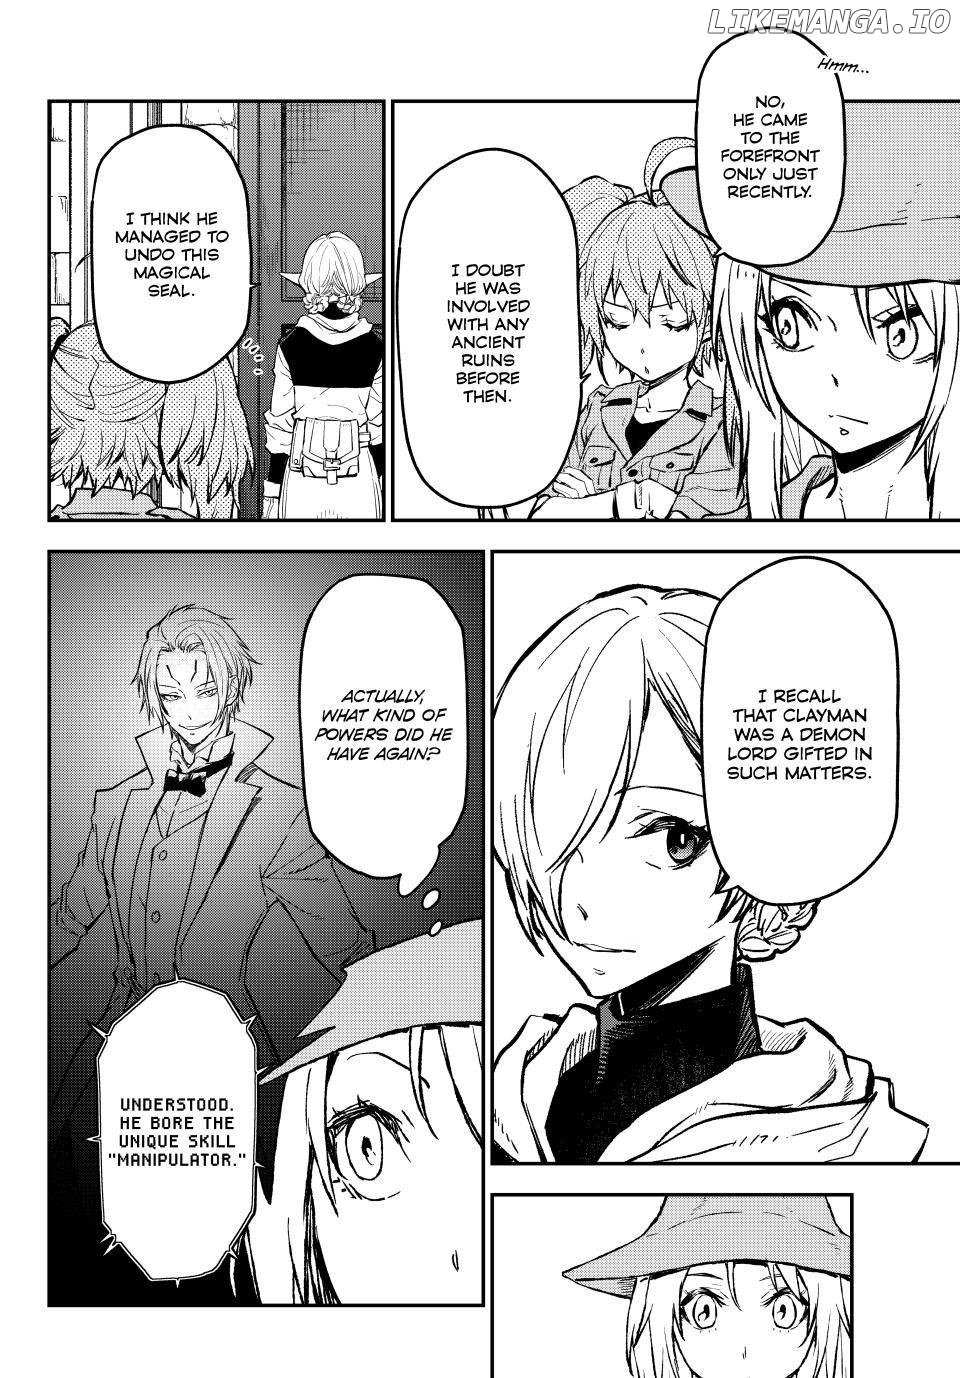 LIKEMANGA.IO
Hmm...
NO,
HE CAME
TO THE
FOREFRONT
ONLY JUST
RECENTLY.
I DOUBT
HE WAS
INVOLVED
WITH ANY
ANCIENT
RUINS
BEFORE
THEN.
I THINK HE
MANAGED TO
UNDO THIS
MAGICAL
SEAL.
I RECALL
THAT CLAYMAN
WAS A DEMON
LORD GIFTED IN
SUCH MATTERS.
ACTUALLY,
WHAT KIND OF
POWERS DID HE
HAVE AGAIN?
UNDERSTOOD.
HE BORE THE
UNIQUE SKILL
"MANIPULATOR."